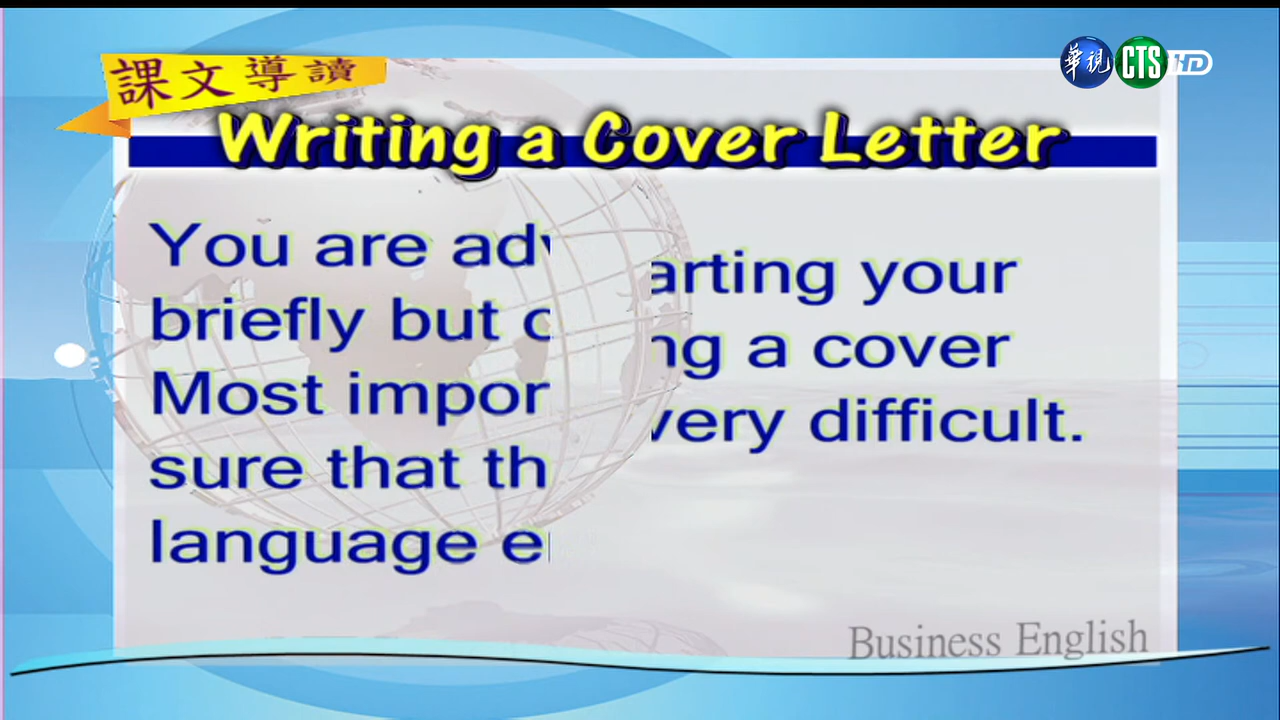 華視 CTS HD
課文導讀
Writing a Cover Letter
You are adv
briefly but c
Most impor
sure that th
language e
arting your
ng a cover
very difficult.
Business English